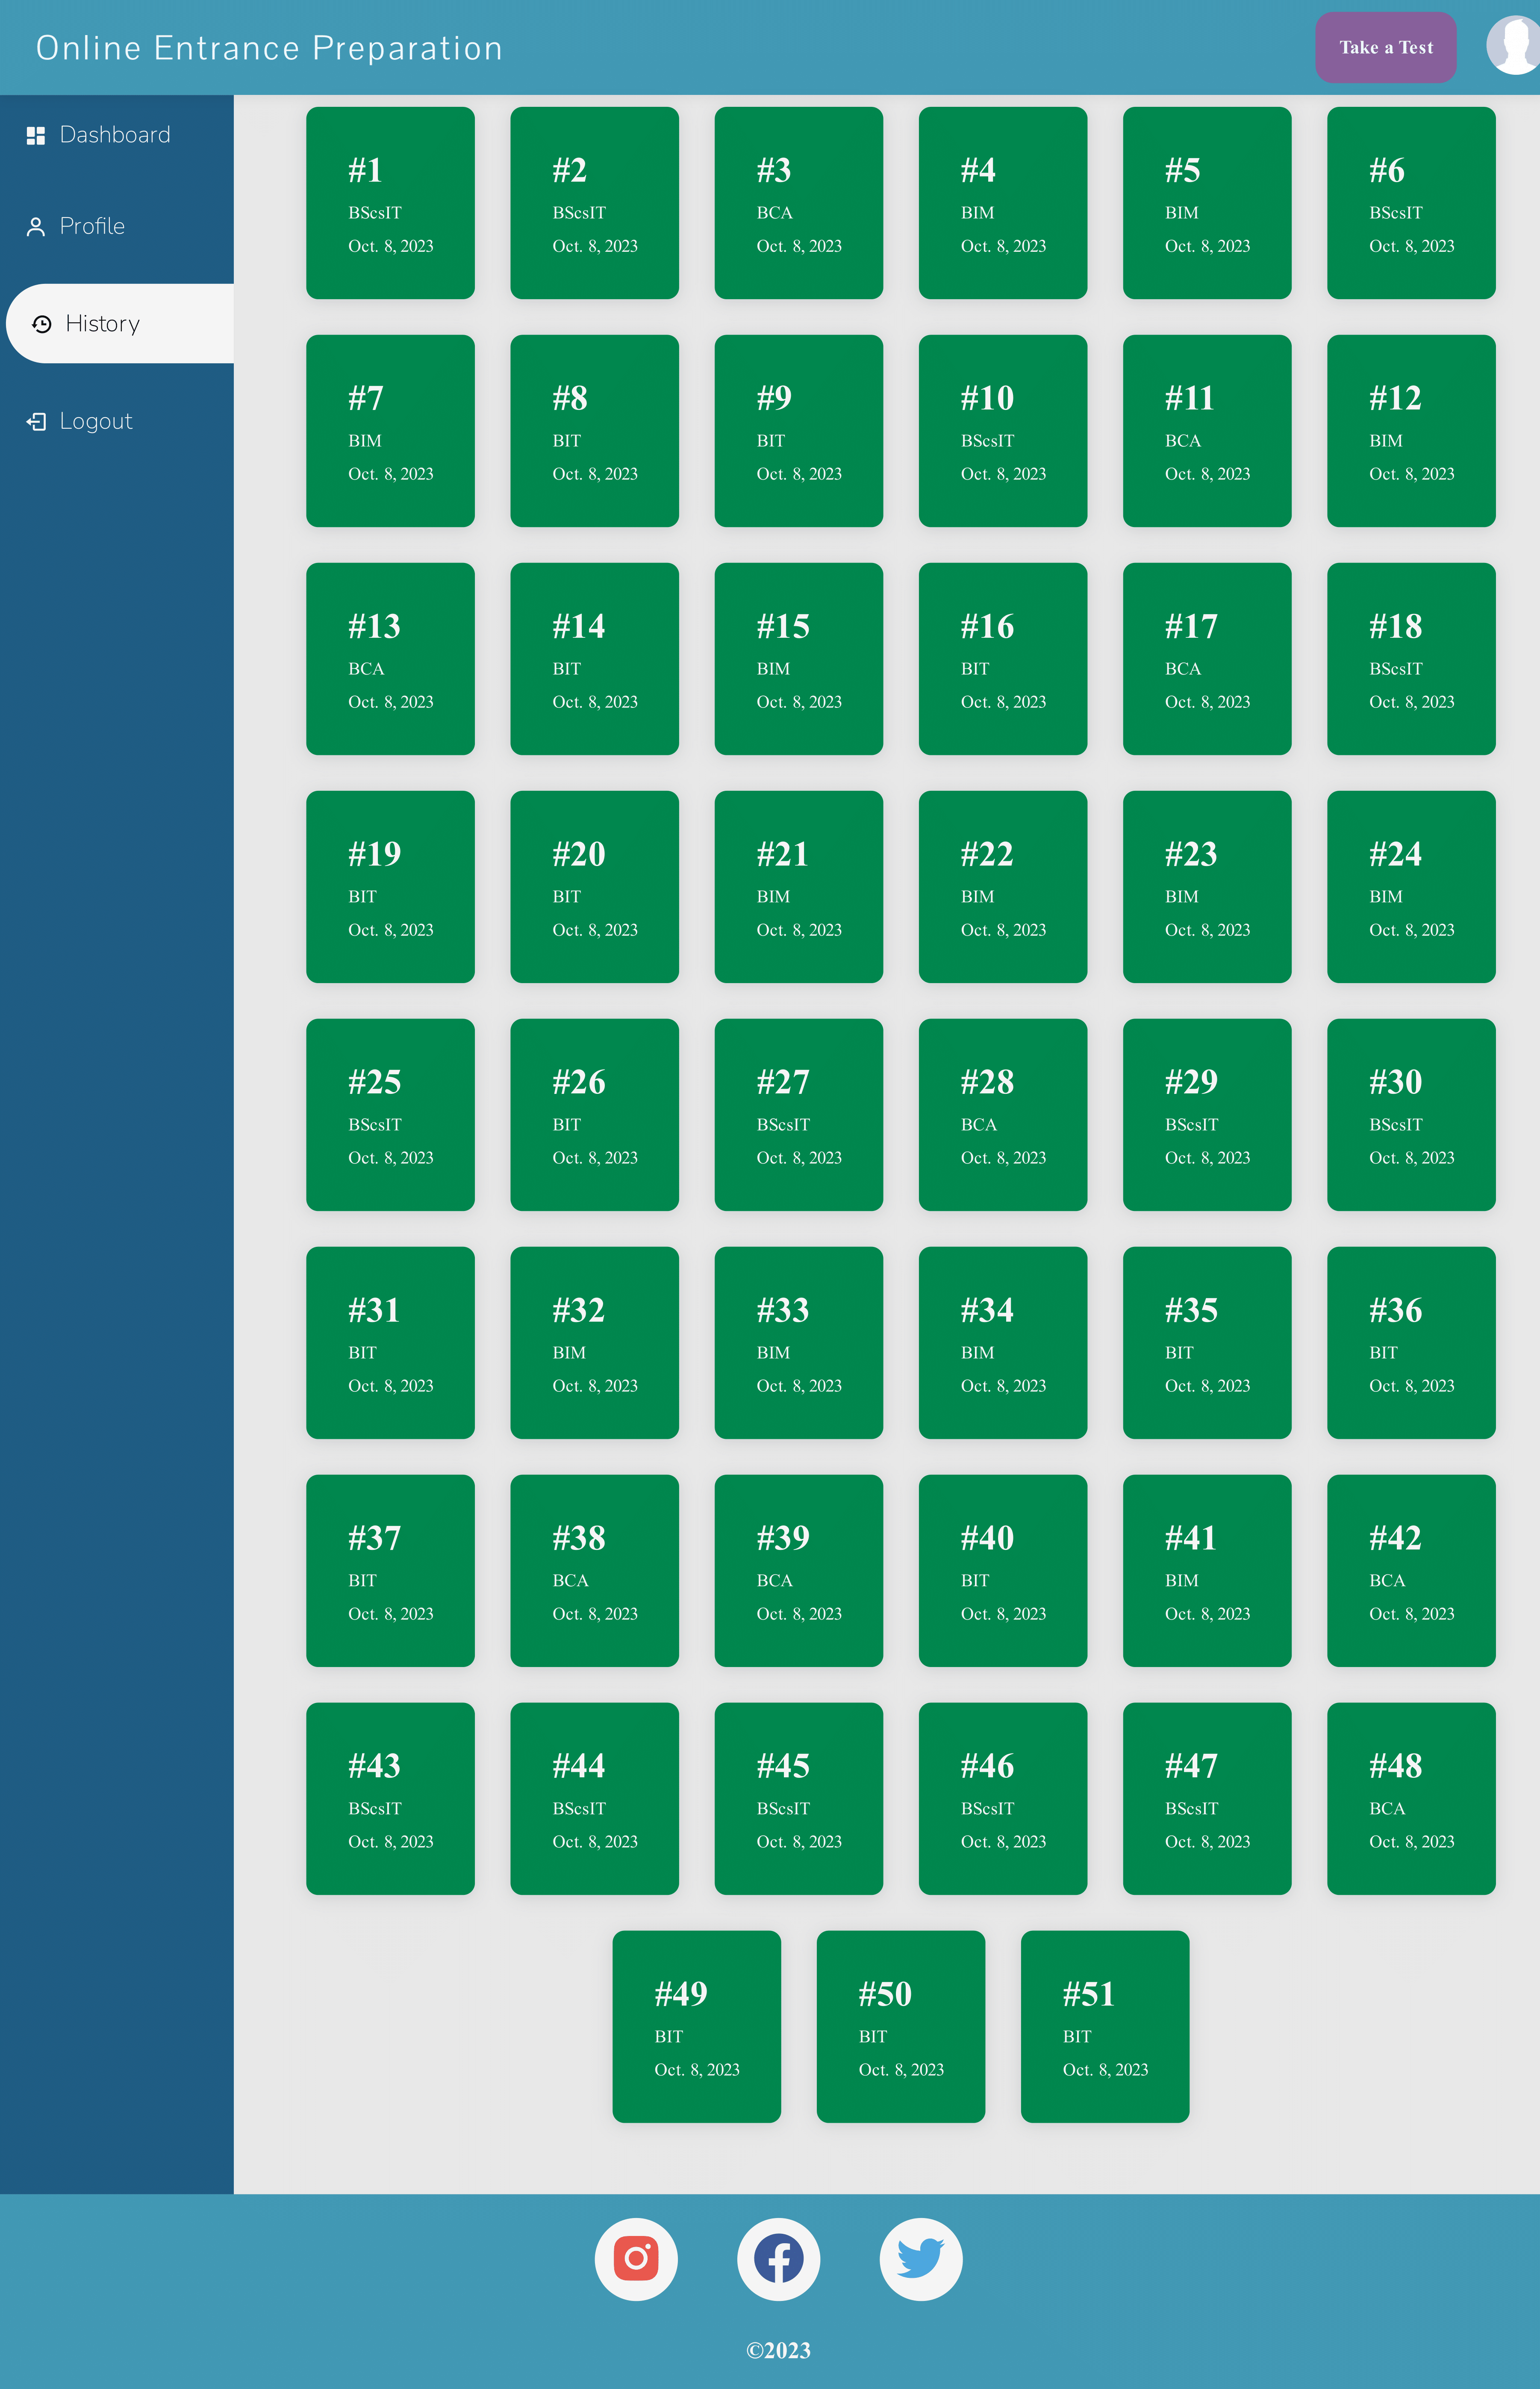 Online Entrance Preparation
Take a Test
Dashboard
Profile
History
Logout
#1 #2 #3 #4 #5 #6
BScsIT BScsIT BCA BIM BIM BScsIT
Oct. 8, 2023 Oct. 8, 2023 Oct. 8, 2023 Oct. 8, 2023 Oct. 8, 2023 Oct. 8, 2023
#7 #8 #9 #10 #11 #12
BIM BIT BIT BScsIT BCA BIM
Oct. 8, 2023 Oct. 8, 2023 Oct. 8, 2023 Oct. 8, 2023 Oct. 8, 2023 Oct. 8, 2023
#13 #14 #15 #16 #17 #18
BCA BIT BIM BIT BCA BScsIT
Oct. 8, 2023 Oct. 8, 2023 Oct. 8, 2023 Oct. 8, 2023 Oct. 8, 2023 Oct. 8, 2023
#19 #20 #21 #22 #23 #24
BIT BIT BIM BIM BIM BIM
Oct. 8, 2023 Oct. 8, 2023 Oct. 8, 2023 Oct. 8, 2023 Oct. 8, 2023 Oct. 8, 2023
#25 #26 #27 #28 #29 #30
BScsIT BIT BScsIT BCA BScsIT BScsIT
Oct. 8, 2023 Oct. 8, 2023 Oct. 8, 2023 Oct. 8, 2023 Oct. 8, 2023 Oct. 8, 2023
#31 #32 #33 #34 #35 #36
BIT BIM BIM BIM BIT BIT
Oct. 8, 2023 Oct. 8, 2023 Oct. 8, 2023 Oct. 8, 2023 Oct. 8, 2023 Oct. 8, 2023
#37 #38 #39 #40 #41 #42
BIT BCA BCA BIT BIM BCA
Oct. 8, 2023 Oct. 8, 2023 Oct. 8, 2023 Oct. 8, 2023 Oct. 8, 2023 Oct. 8, 2023
#43 #44 #45 #46 #47 #48
BScsIT BScsIT BScsIT BScsIT BScsIT BCA
Oct. 8, 2023 Oct. 8, 2023 Oct. 8, 2023 Oct. 8, 2023 Oct. 8, 2023 Oct. 8, 2023
#49 #50 #51
BIT BIT BIT
Oct. 8, 2023 Oct. 8, 2023 Oct. 8, 2023
©2023